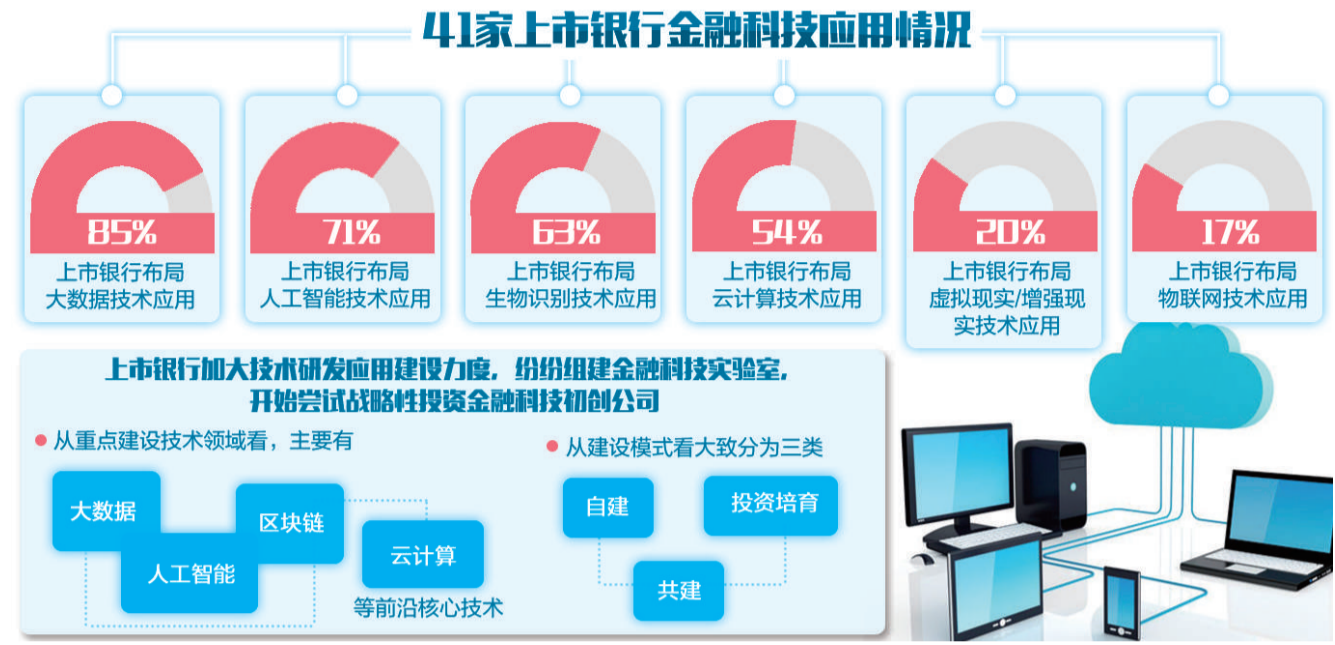 41家上市银行金融科技应用情况
85%
上市银行布局
大数据技术应用
71%
上市银行布局
人工智能技术应用
63%
上市银行布局
生物识别技术应用
54%
上市银行布局
云计算技术应用
20%
上市银行布局
虚拟现实/增强现
实技术应用
17%
上市银行布局
物联网技术应用
上市银行加大技术研发应用建设力度，纷纷组建金融科技实验室，
开始尝试战略性投资金融科技初创公司
从重点建设技术领域看，主要有
大数据
人工智能
区块链
云计算
等前沿核心技术
从建设模式看大致分为三类
自建
共建
投资培育